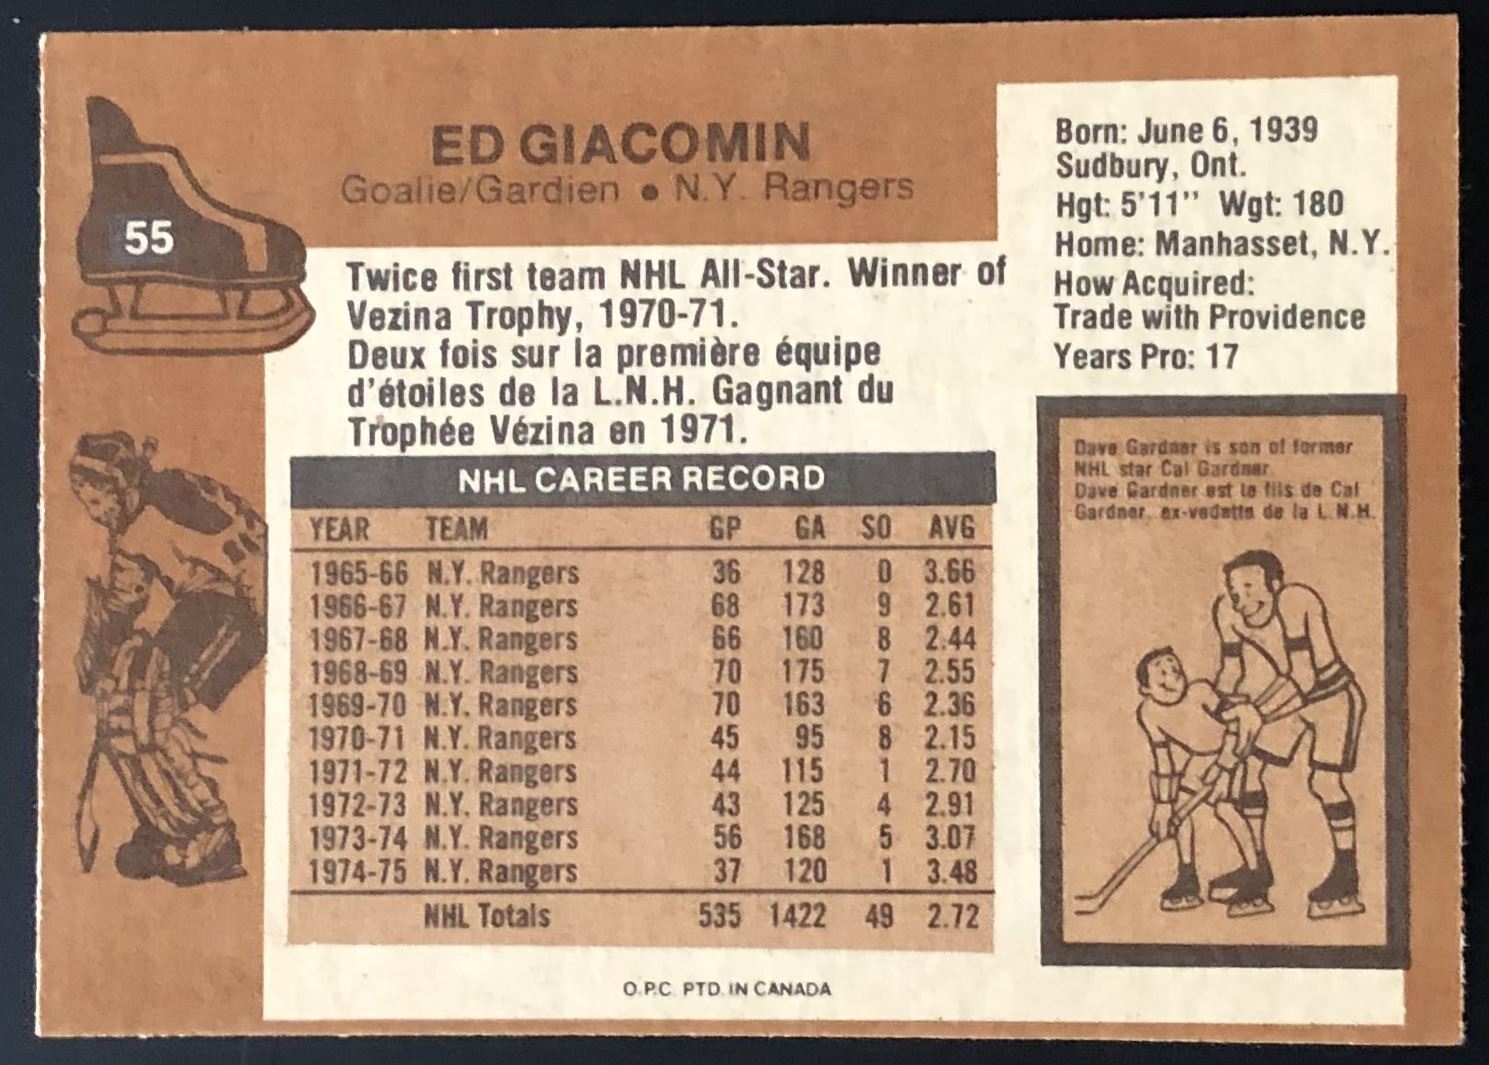 55
ED GIACOMIN
Goalie/Gardien • N.Y. Rangers
Born: June 6, 1939
Sudbury, Ont.
Hgt: 5'11" Wgt: 180
Home: Manhasset, N.Y.
How Acquired:
Trade with Providence
Years Pro: 17
Twice first team NHL All-Star. Winner of
Vezina Trophy, 1970-71.
Deux fois sur la première équipe
d'étoiles de la L.N.H. Gagnant du
Trophée Vézina en 1971.
NHL CAREER RECORD
YEAR TEAM GP GA SO AVG
1965-66 N.Y. Rangers 36 128 0 3.66
1966-67 N.Y. Rangers 68 173 9 2.61
1967-68 N.Y. Rangers 66 160 8 2.44
1968-69 N.Y. Rangers 70 175 7 2.55
1969-70 N.Y. Rangers 70 163 6 2.36
1970-71 N.Y. Rangers 45 95 8 2.15
1971-72 N.Y. Rangers 44 115 1 2.70
1972-73 N.Y. Rangers 43 125 4 2.91
1973-74 N.Y. Rangers 56 168 5 3.07
1974-75 N.Y. Rangers 37 120 1 3.48
NHL Totals 535 1422 49 2.72
Dave Gardner is son of former
NHL star Cal Gardner.
Dave Gardner est le fils de Cal
Gardner, ex-vedette de la L.N.H.
O.P.C. PTD. IN CANADA